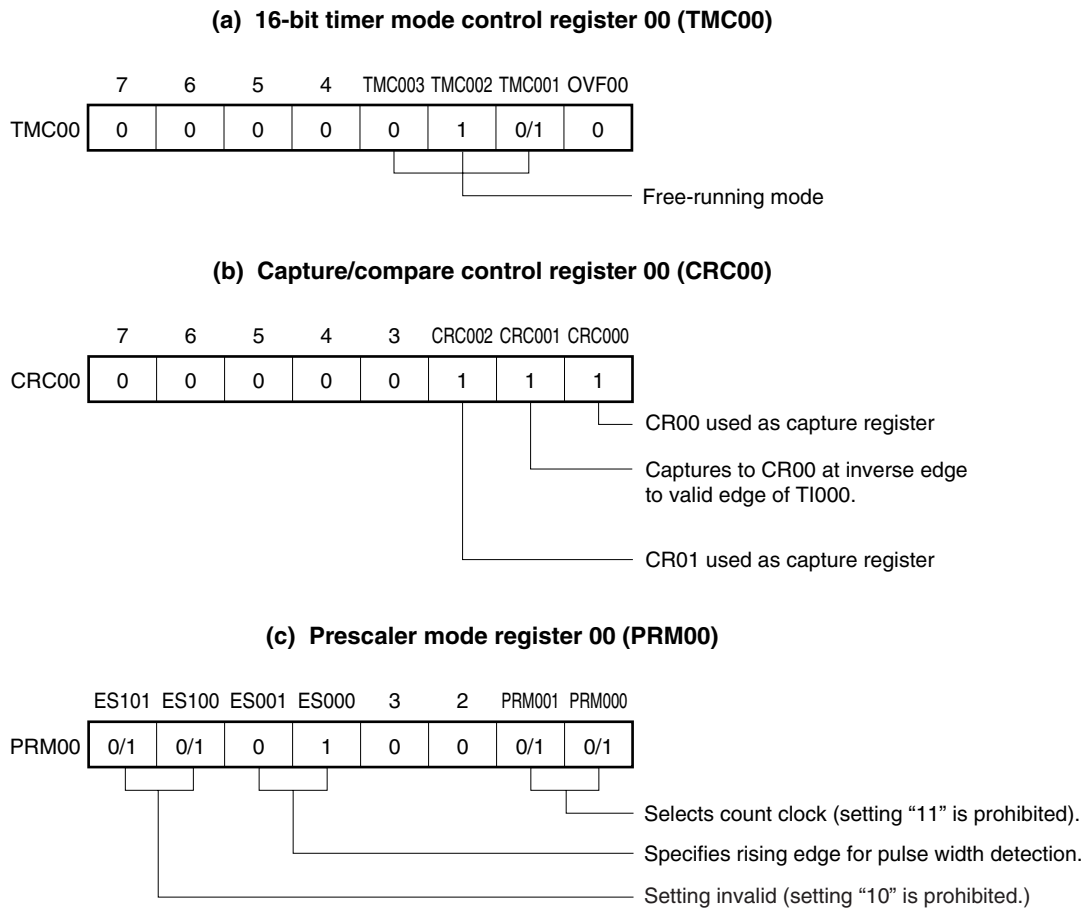 (a) 16-bit timer mode control register 00 (TMC00)
7 6 5 4 TMC003 TMC002 TMC001 OVF00
TMC00 0 0 0 0 0 1 0/1 0
Free-running mode
(b) Capture/compare control register 00 (CRC00)
7 6 5 4 3 CRC002 CRC001 CRC000
CRC00 0 0 0 0 0 1 1 1
CR00 used as capture register
Captures to CR00 at inverse edge
to valid edge of TI000.
CR01 used as capture register
(c) Prescaler mode register 00 (PRM00)
ES101 ES100 ES001 ES000 3 2 PRM001 PRM000
PRM00 0/1 0/1 0 1 0 0 0/1 0/1
Selects count clock (setting “11” is prohibited).
Specifies rising edge for pulse width detection.
Setting invalid (setting “10” is prohibited.)